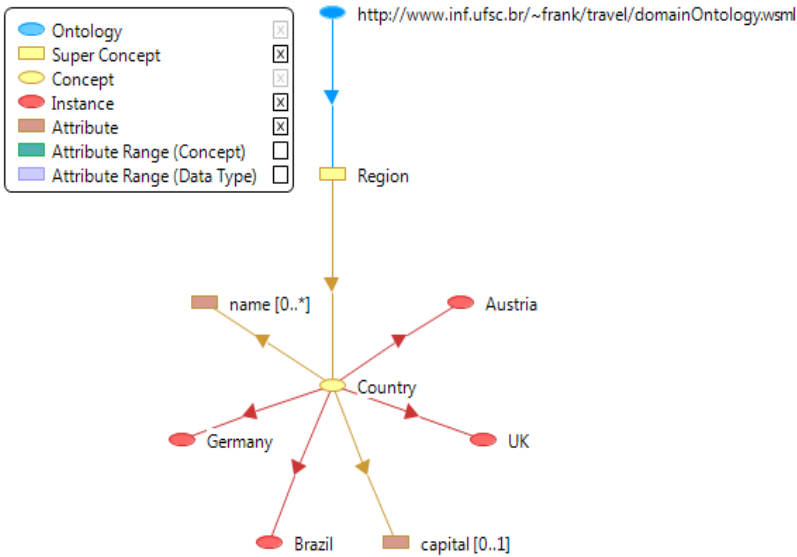 http://www.inf.ufsc.br/~frank/travel/domainOntology.wsml
Ontology x
Super Concept x
Concept x
Instance x
Attribute x
Attribute Range (Concept)
Attribute Range (Data Type)
Region
name [0..*]
Austria
Country
Germany
UK
Brazil
capital [0..1]